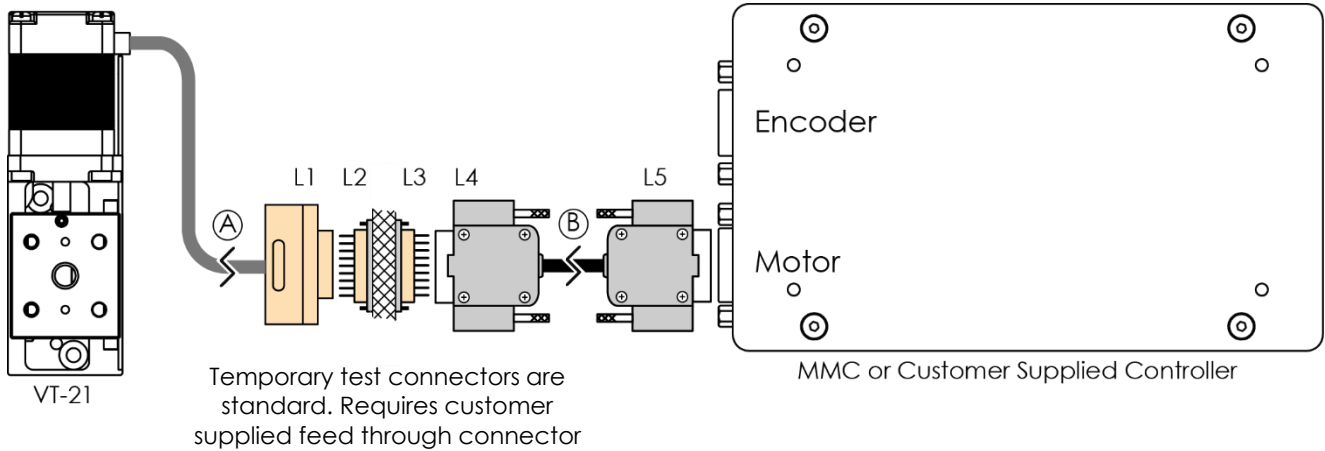 Encoder
L1 L2 L3 L4 L5
A B
Motor
MMC or Customer Supplied Controller
VT-21
Temporary test connectors are
standard. Requires customer
supplied feed through connector